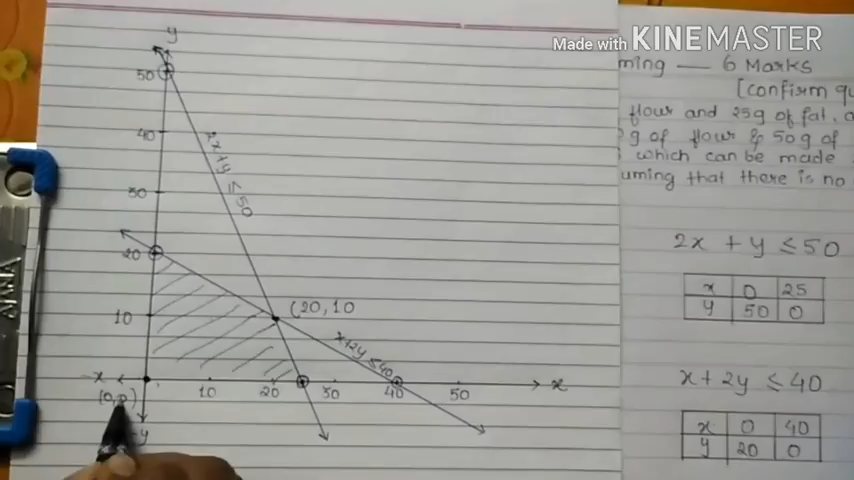 Made with KINEMASTER
ming — 6 Marks
[confirm qu
flour and 25g of fat, a
g of flour & 50g of
which can be made
uming that there is no
2x + y ≤ 50
x 0 25
y 50 0
x + 2y ≤ 40
x 0 40
y 20 0
y
50
40
30
20
10
2x+y ≤ 50
(20,10
x+2y ≤ 40
-x
10 20 30 40 50 x
(0,0)
-y